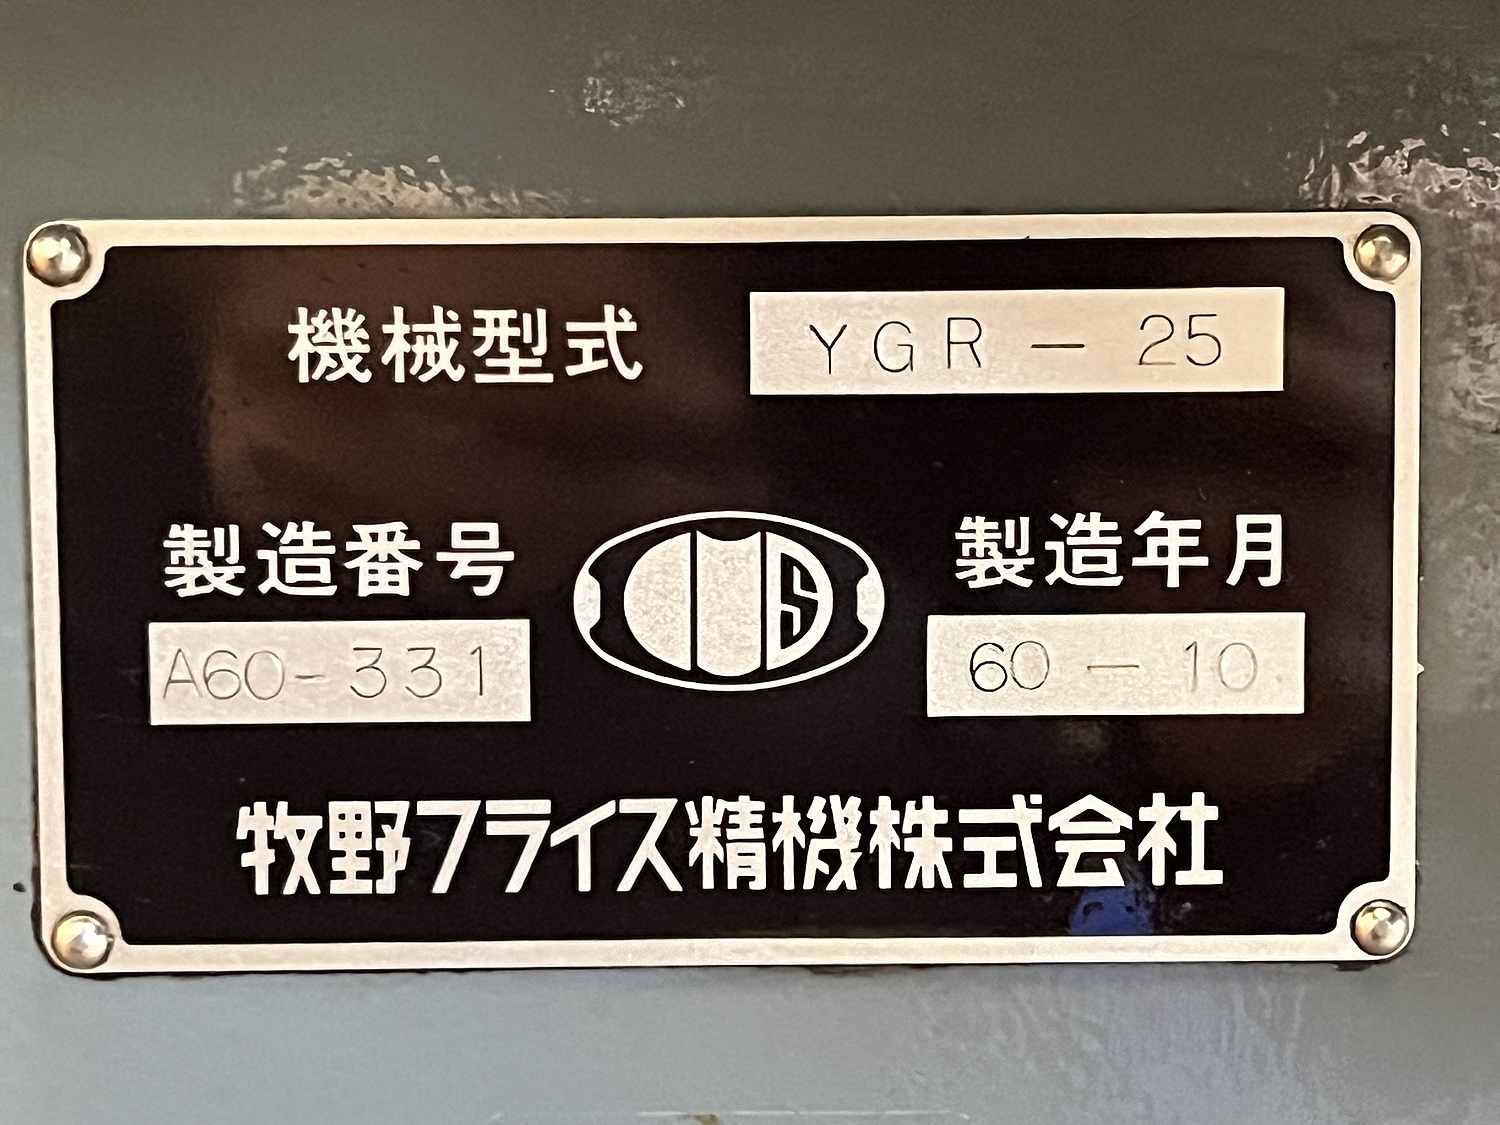 機械型式 YGR-25
製造番号 製造年月
A60-331 60-10
牧野フライス精機株式会社